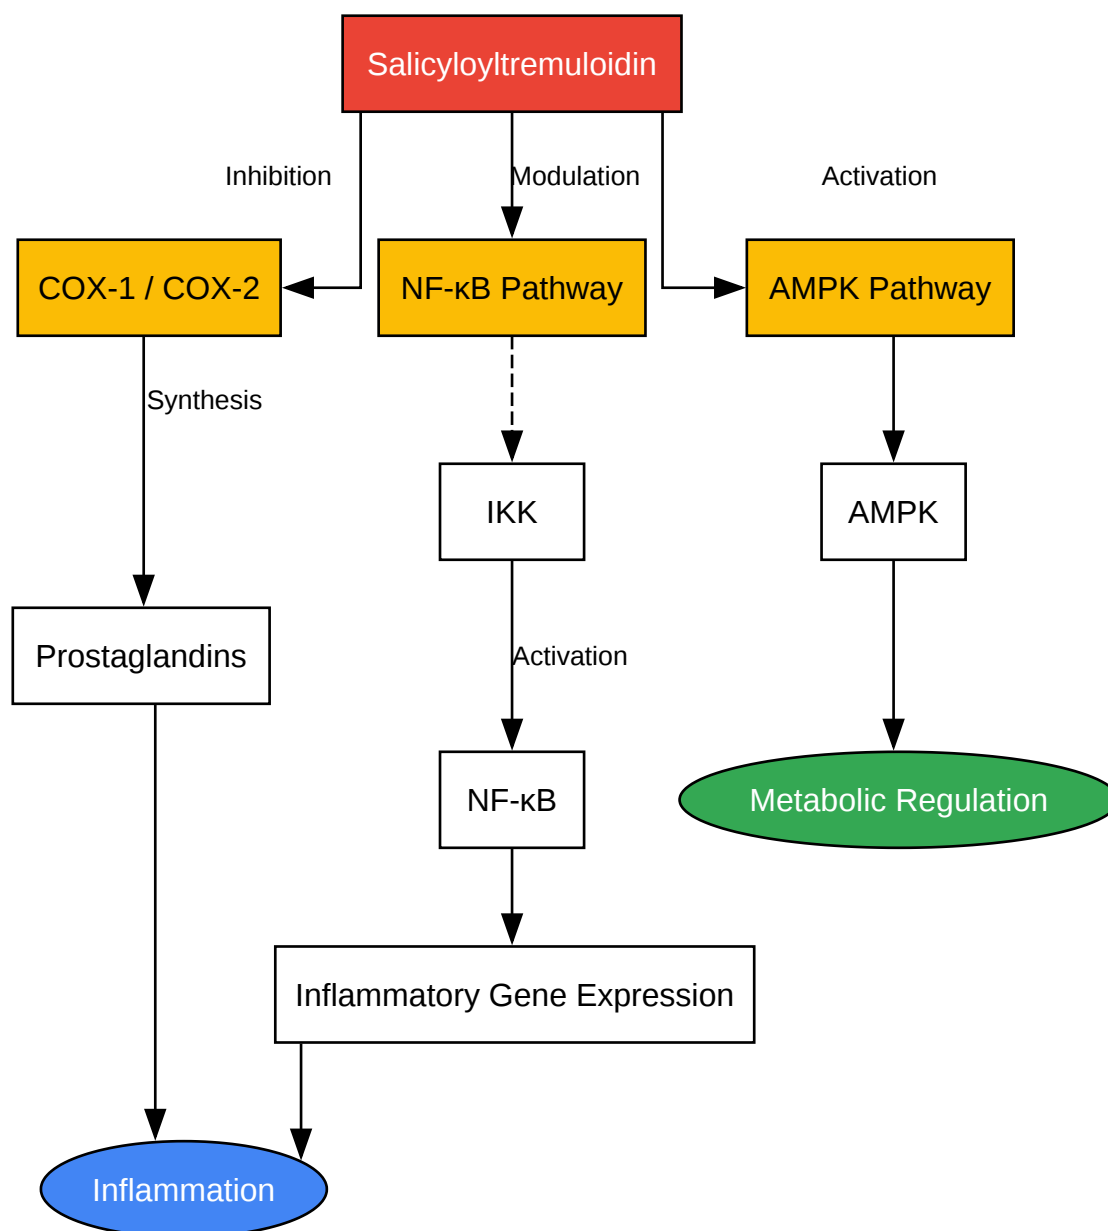 Salicyloyltremuloidin
Inhibition
Modulation
Activation
COX-1 / COX-2
NF-κB Pathway
AMPK Pathway
Synthesis
IKK
AMPK
Prostaglandins
Activation
NF-κB
Metabolic Regulation
Inflammatory Gene Expression
Inflammation